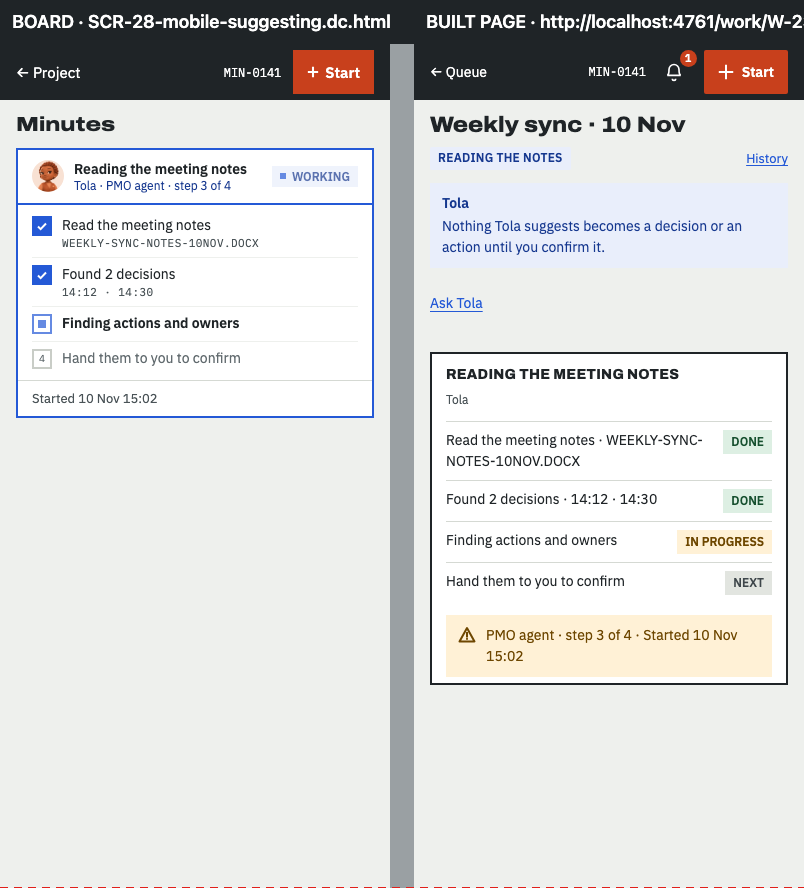 BOARD · SCR-28-mobile-suggesting.dc.html
← Project
MIN-0141
+ Start
Minutes
Reading the meeting notes
Tola · PMO agent · step 3 of 4
WORKING
Read the meeting notes
WEEKLY-SYNC-NOTES-10NOV.DOCX
Found 2 decisions
14:12 · 14:30
Finding actions and owners
4
Hand them to you to confirm
Started 10 Nov 15:02
BUILT PAGE · http://localhost:4761/work/W-2
← Queue
MIN-0141
1
+ Start
Weekly sync · 10 Nov
READING THE NOTES
History
Tola
Nothing Tola suggests becomes a decision or an
action until you confirm it.
Ask Tola
READING THE MEETING NOTES
Tola
Read the meeting notes · WEEKLY-SYNC-
NOTES-10NOV.DOCX
DONE
Found 2 decisions · 14:12 · 14:30
DONE
Finding actions and owners
IN PROGRESS
Hand them to you to confirm
NEXT
PMO agent · step 3 of 4 · Started 10 Nov
15:02